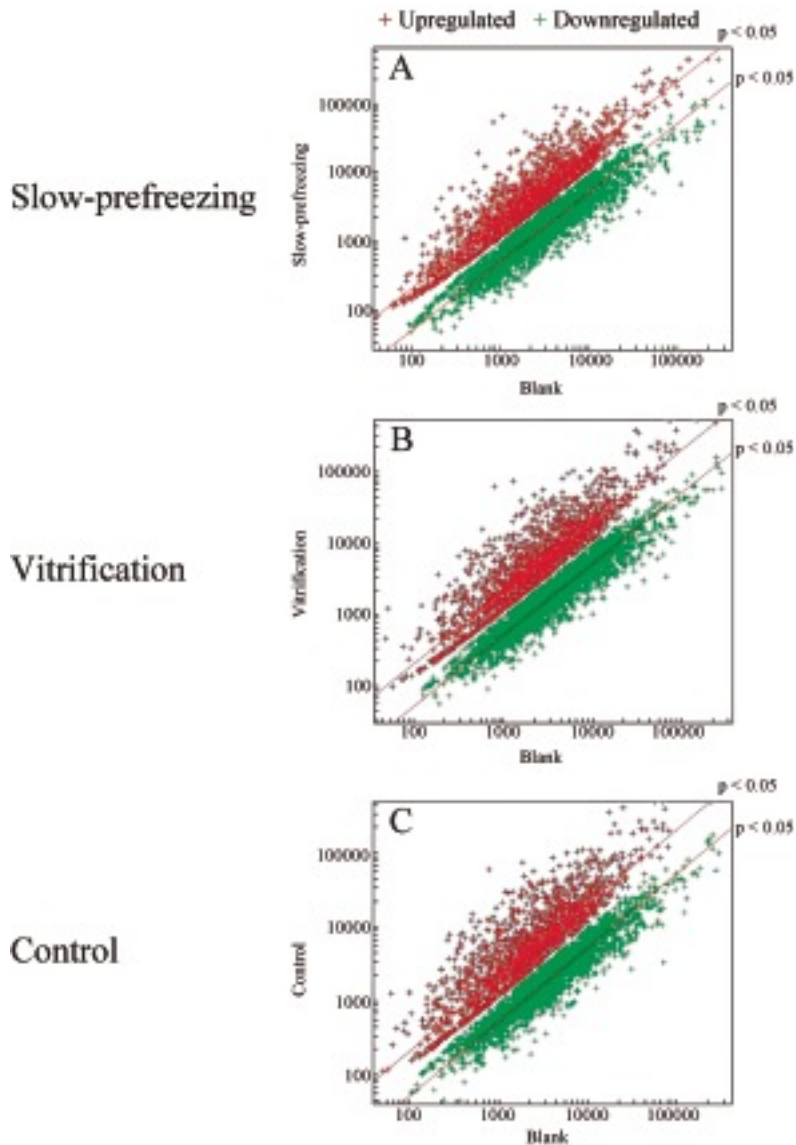 + Upregulated + Downregulated
p < 0.05
A
p < 0.05
100000
10000
1000
100
Slow-prefreezing
Slow-prefreezing
100 1000 10000 100000
Blank
p < 0.05
B
p < 0.05
100000
10000
1000
100
Vitrification
Vitrification
100 1000 10000 100000
Blank
p < 0.05
C
p < 0.05
100000
10000
1000
100
Control
Control
100 1000 10000 100000
Blank